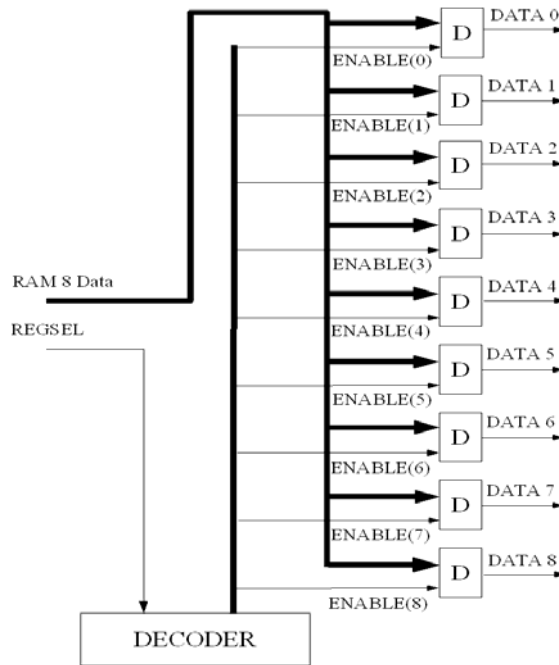 DATA 0
D
ENABLE(0)
DATA 1
D
ENABLE(1)
DATA 2
D
ENABLE(2)
DATA 3
D
ENABLE(3)
RAM 8 Data
DATA 4
D
REGSEL
ENABLE(4)
DATA 5
D
ENABLE(5)
DATA 6
D
ENABLE(6)
DATA 7
D
ENABLE(7)
DATA 8
D
ENABLE(8)
DECODER